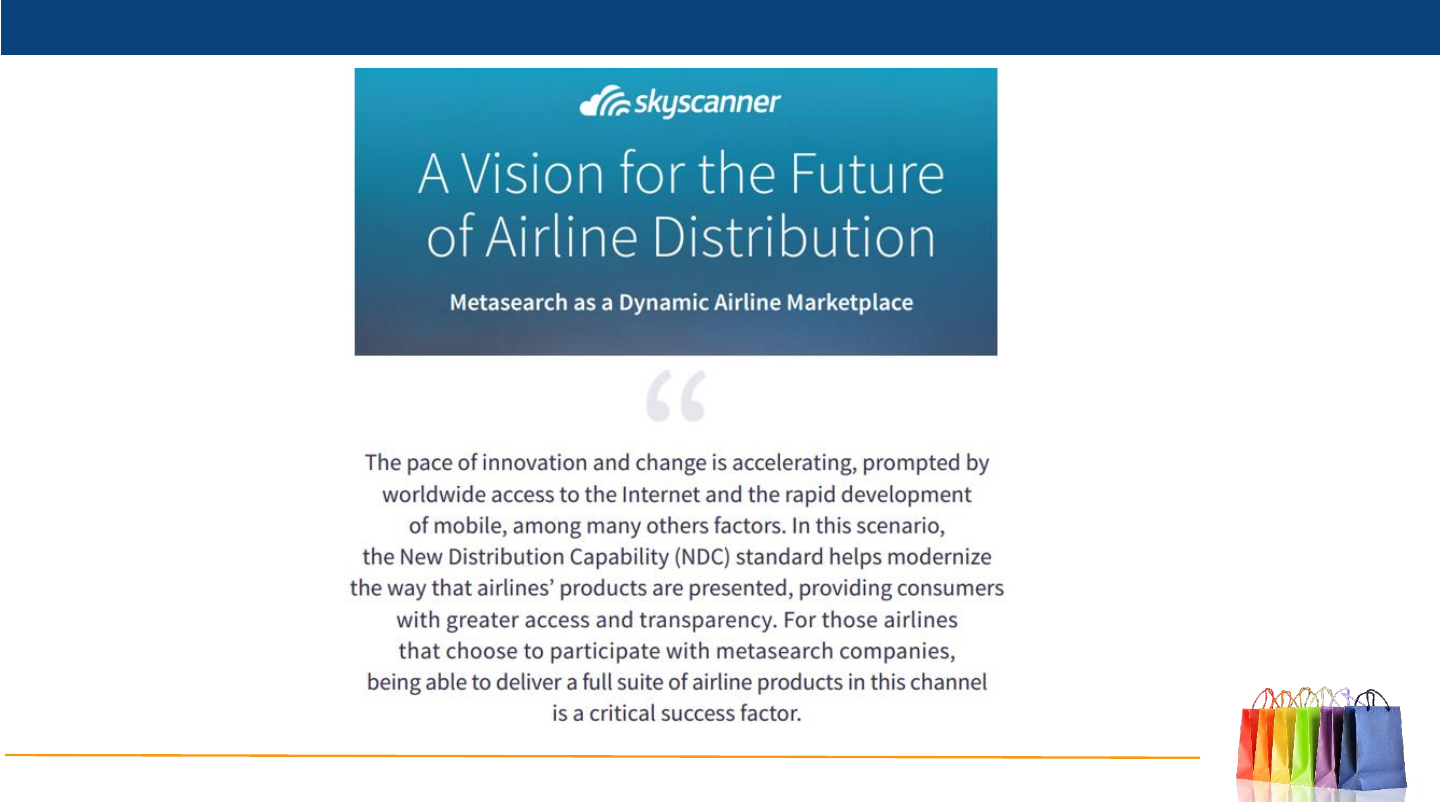 skyscanner
A Vision for the Future
of Airline Distribution
Metasearch as a Dynamic Airline Marketplace
“
The pace of innovation and change is accelerating, prompted by
worldwide access to the Internet and the rapid development
of mobile, among many others factors. In this scenario,
the New Distribution Capability (NDC) standard helps modernize
the way that airlines’ products are presented, providing consumers
with greater access and transparency. For those airlines
that choose to participate with metasearch companies,
being able to deliver a full suite of airline products in this channel
is a critical success factor.